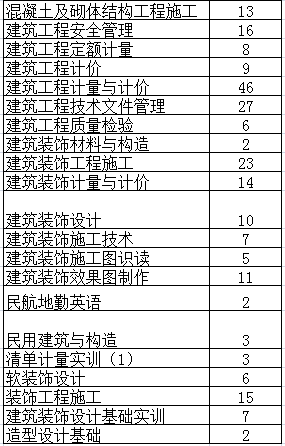 混凝土及砌体结构工程施工 13
建筑工程安全管理 16
建筑工程定额计量 8
建筑工程计价 9
建筑工程计量与计价 46
建筑工程技术文件管理 27
建筑工程质量检验 6
建筑装饰材料与构造 2
建筑装饰工程施工 23
建筑装饰计量与计价 14
建筑装饰设计 10
建筑装饰施工技术 7
建筑装饰施工图识读 5
建筑装饰效果图制作 11
民航地勤英语 2
民用建筑与构造 3
清单计量实训（1） 3
软装饰设计 6
装饰工程施工 15
建筑装饰设计基础实训 7
造型设计基础 2